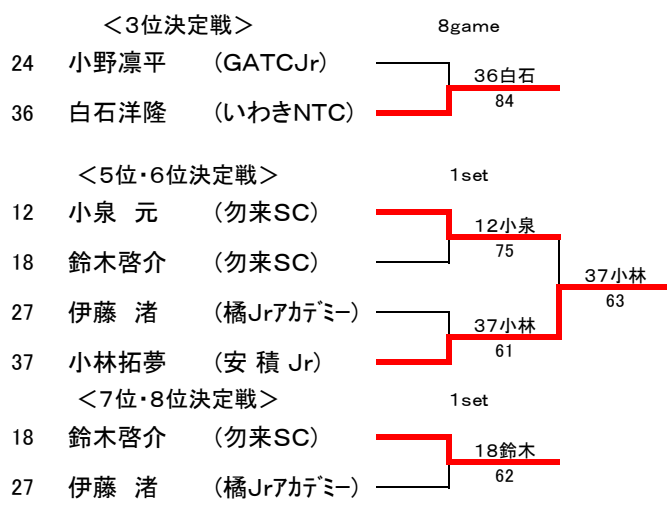 ＜３位決定戦＞ 8game
24 小野凛平 （GATCJr） 36白石
36 白石洋隆 （いわきNTC） 84
＜５位・６位決定戦＞ 1set
12 小泉 元 （勿来SC） 12小泉
18 鈴木啓介 （勿来SC） 75
37小林
63
27 伊藤 渚 （橘Jrｱｶﾃﾞﾐｰ） 37小林
37 小林拓夢 （安 積 Jr） 61
＜７位・８位決定戦＞ 1set
18 鈴木啓介 （勿来SC） 18鈴木
27 伊藤 渚 （橘Jrｱｶﾃﾞﾐｰ） 62